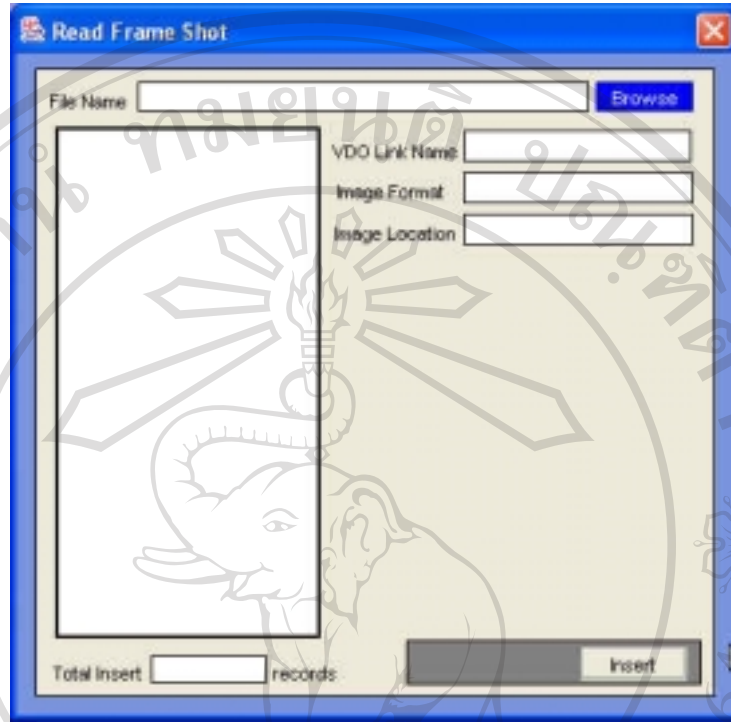 Read Frame Shot
File Name Browse
VDO Link Name
Image Format
Image Location
Total Insert records
Insert